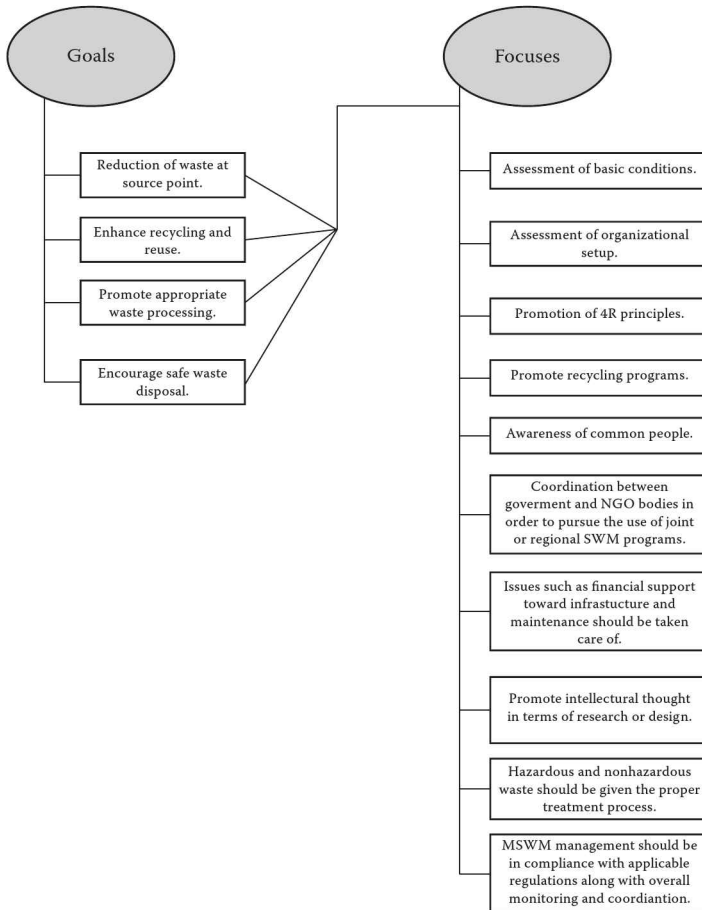 Goals
Reduction of waste at
source point.
Enhance recycling and
reuse.
Promote appropriate
waste processing.
Encourage safe waste
disposal.
Focuses
Assessment of basic conditions.
Assessment of organizational
setup.
Promotion of 4R principles.
Promote recycling programs.
Awareness of common people.
Coordination between
goverment and NGO bodies in
order to pursue the use of joint
or regional SWM programs.
Issues such as financial support
toward infrastucture and
maintenance should be taken
care of.
Promote intellectural thought
in terms of research or design.
Hazardous and nonhazardous
waste should be given the proper
treatment process.
MSWM management should be
in compliance with applicable
regulations along with overall
monitoring and coordiantion.